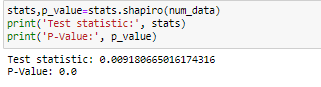 stats,p_value=stats.shapiro(num_data)
print('Test statistic:', stats)
print('P-Value:', p_value)
Test statistic: 0.009180665016174316
P-Value: 0.0